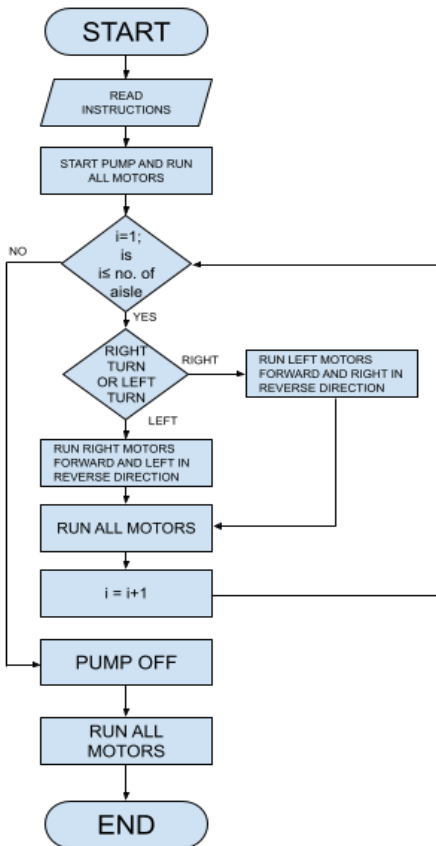 START
READ
INSTRUCTIONS
START PUMP AND RUN
ALL MOTORS
i=1;
is
i≤ no. of
aisle
NO
YES
RIGHT
TURN
OR LEFT
TURN
RIGHT
RUN LEFT MOTORS
FORWARD AND RIGHT IN
REVERSE DIRECTION
LEFT
RUN RIGHT MOTORS
FORWARD AND LEFT IN
REVERSE DIRECTION
RUN ALL MOTORS
i = i+1
PUMP OFF
RUN ALL
MOTORS
END